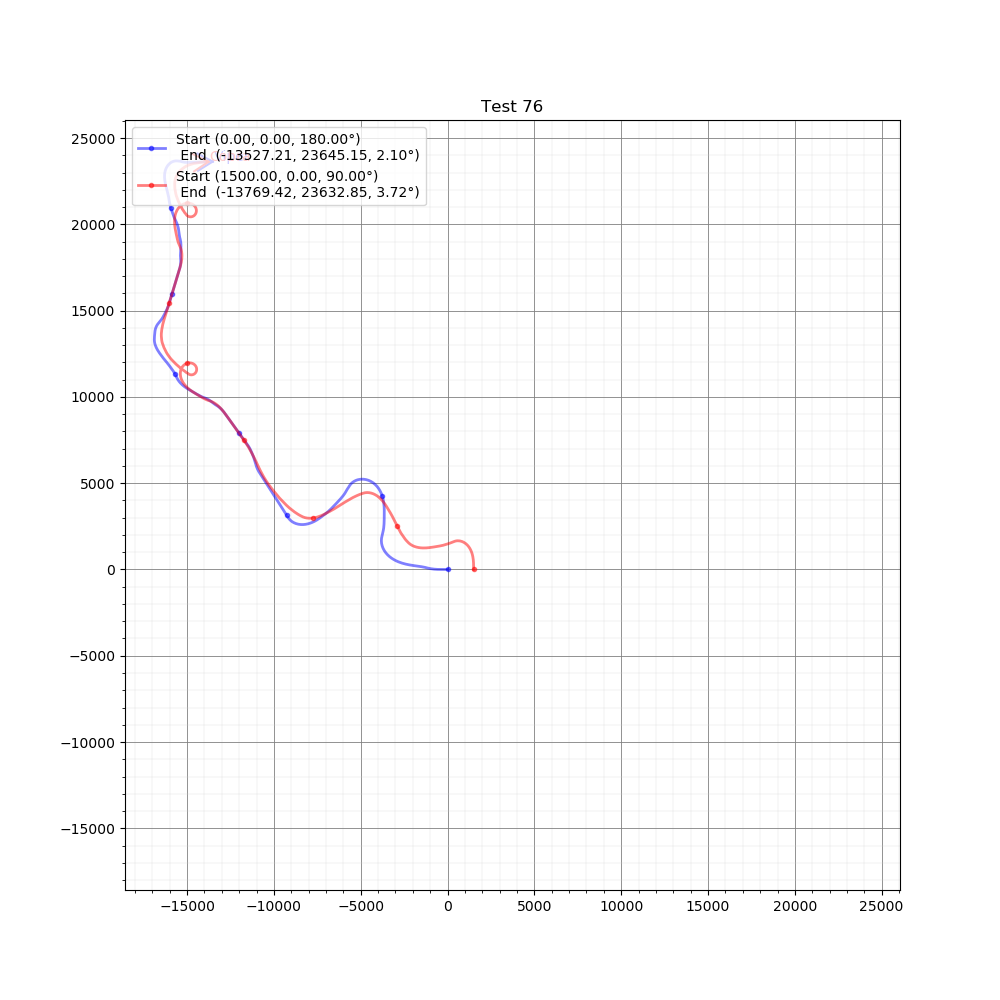 Test 76
Start (0.00, 0.00, 180.00°)
End  (-13527.21, 23645.15, 2.10°)
Start (1500.00, 0.00, 90.00°)
End  (-13769.42, 23632.85, 3.72°)
25000
20000
15000
10000
5000
0
−5000
−10000
−15000
−15000 −10000 −5000 0 5000 10000 15000 20000 25000